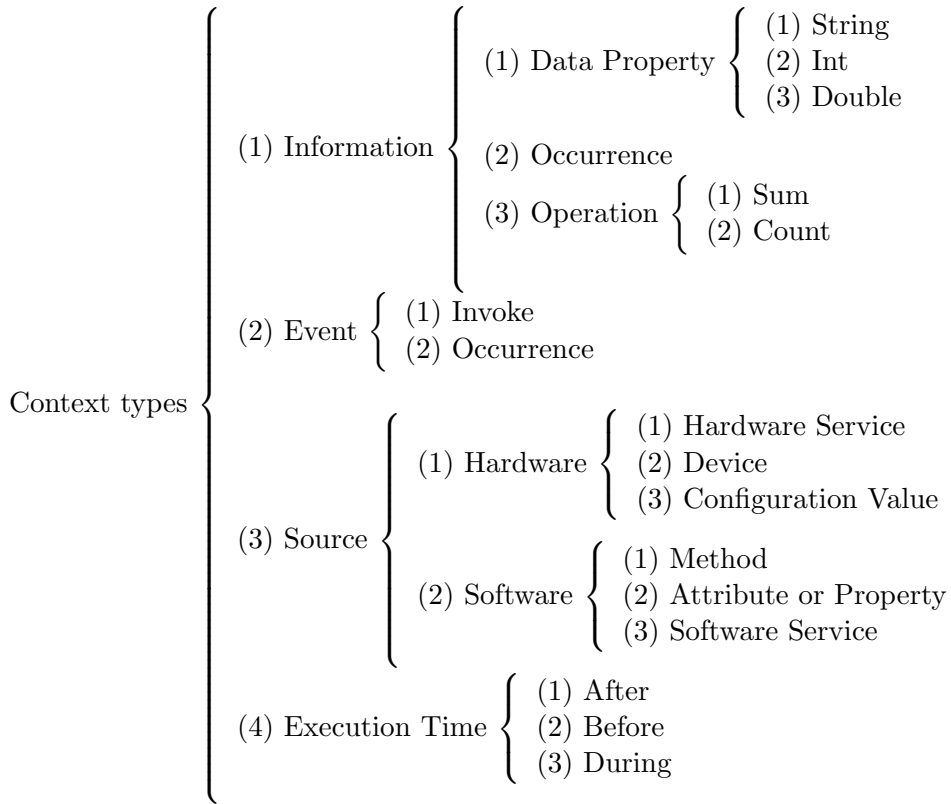 Context types
(1) Information
(1) Data Property
(1) String
(2) Int
(3) Double
(2) Occurrence
(3) Operation
(1) Sum
(2) Count
(2) Event
(1) Invoke
(2) Occurrence
(3) Source
(1) Hardware
(1) Hardware Service
(2) Device
(3) Configuration Value
(2) Software
(1) Method
(2) Attribute or Property
(3) Software Service
(4) Execution Time
(1) After
(2) Before
(3) During